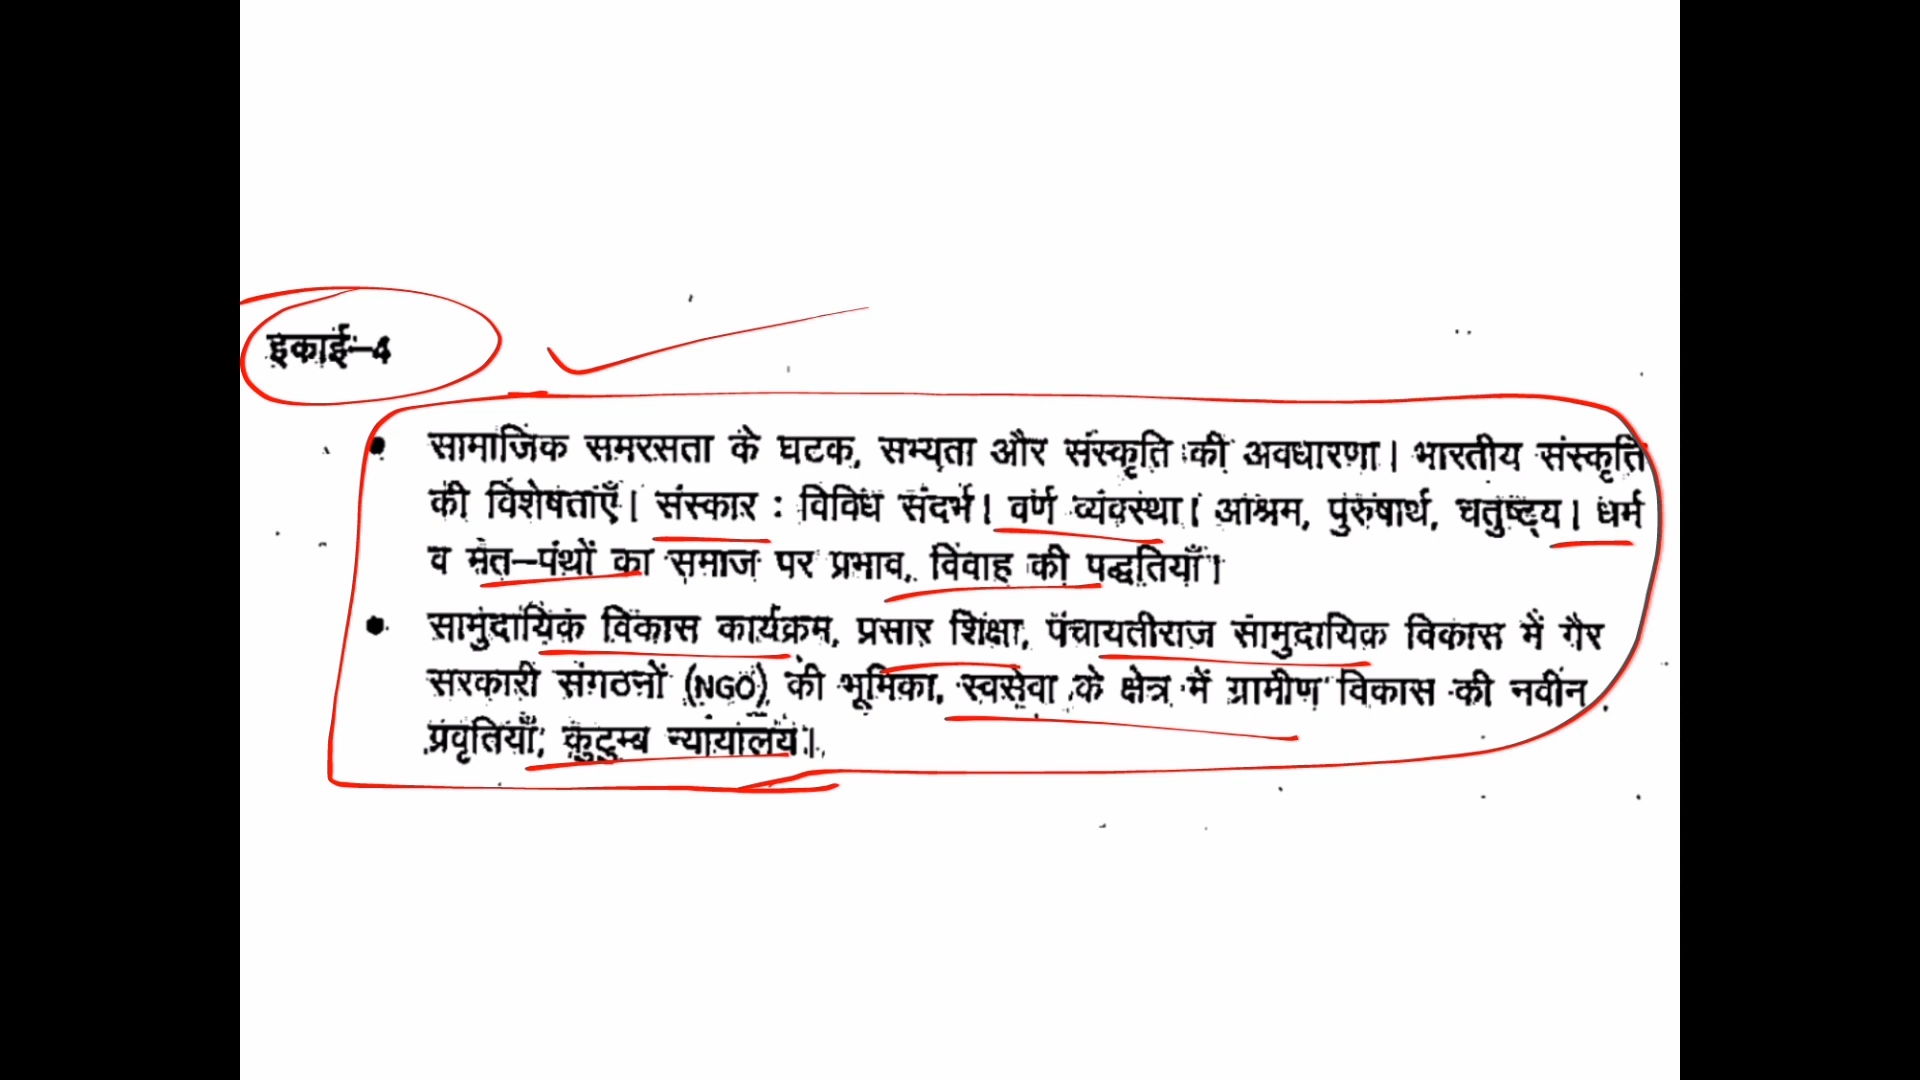 इकाई–4
• सामाजिक समरसता के घटक, सभ्यता और संस्कृति की अवधारणा। भारतीय संस्कृति
की विशेषताएँ। संस्कार : विविध संदर्भ। वर्ण व्यवस्था। आश्रम, पुरुषार्थ, चतुष्ट्य। धर्म
व मत–पंथों का समाज पर प्रभाव, विवाह की पद्धतियाँ।
• सामुदायिक विकास कार्यक्रम, प्रसार शिक्षा, पंचायतीराज सामुदायिक विकास में गैर
सरकारी संगठनों (NGO) की भूमिका, स्वसेवा के क्षेत्र में ग्रामीण विकास की नवीन
प्रवृतियाँ, कुटुम्ब न्यायालय।